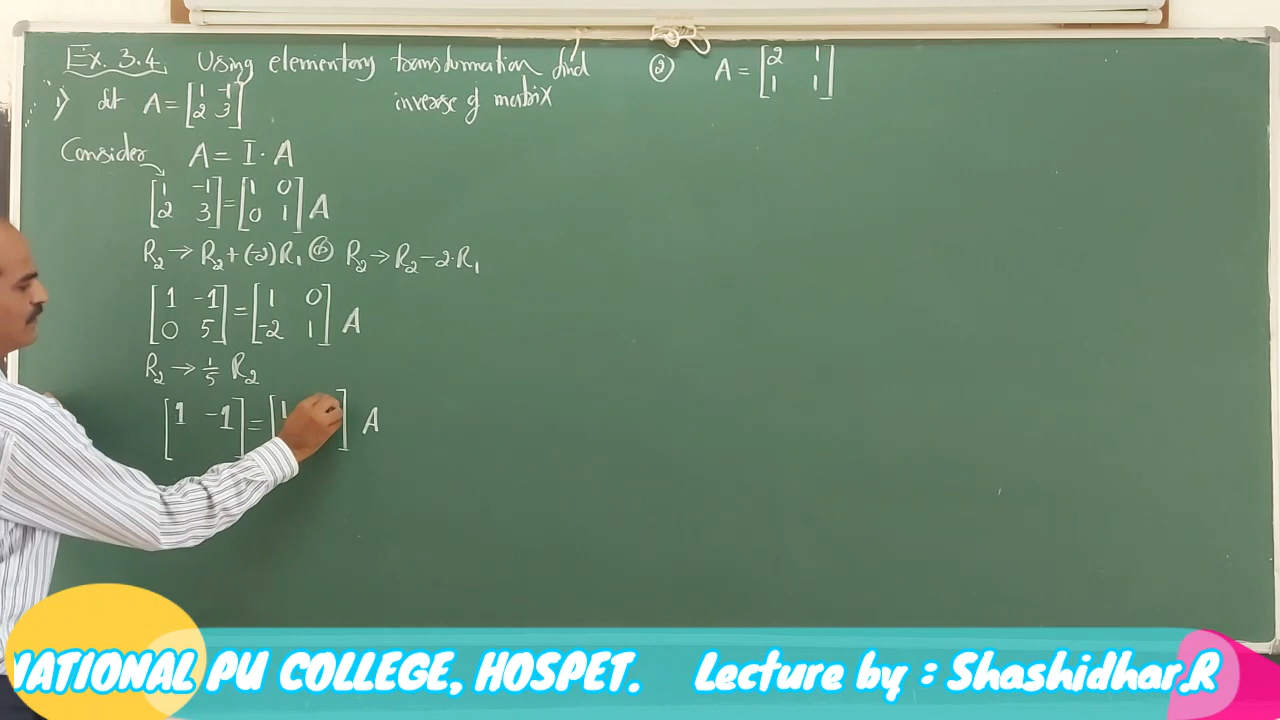 Ex. 3.4 Using elementary transformation find
inverse of matrix
1) Let A = [1 -1
2 3]
Consider A = I · A
[1 -1
2 3] = [1 0
0 1] A
R2 → R2 + (-2)R1 R2 → R2 - 2·R1
[1 -1
0 5] = [1 0
-2 1] A
R2 → 1/5 R2
[1 -1] = [1 ] A
② A = [2 1
1 1]
NATIONAL PU COLLEGE, HOSPET. Lecture by : Shashidhar.R